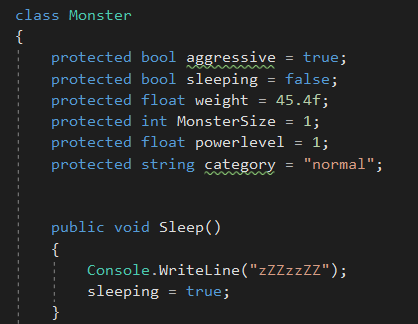 class Monster
{
protected bool aggressive = true;
protected bool sleeping = false;
protected float weight = 45.4f;
protected int MonsterSize = 1;
protected float powerlevel = 1;
protected string category = "normal";
public void Sleep()
{
Console.WriteLine("zZZzzZZ");
sleeping = true;
}